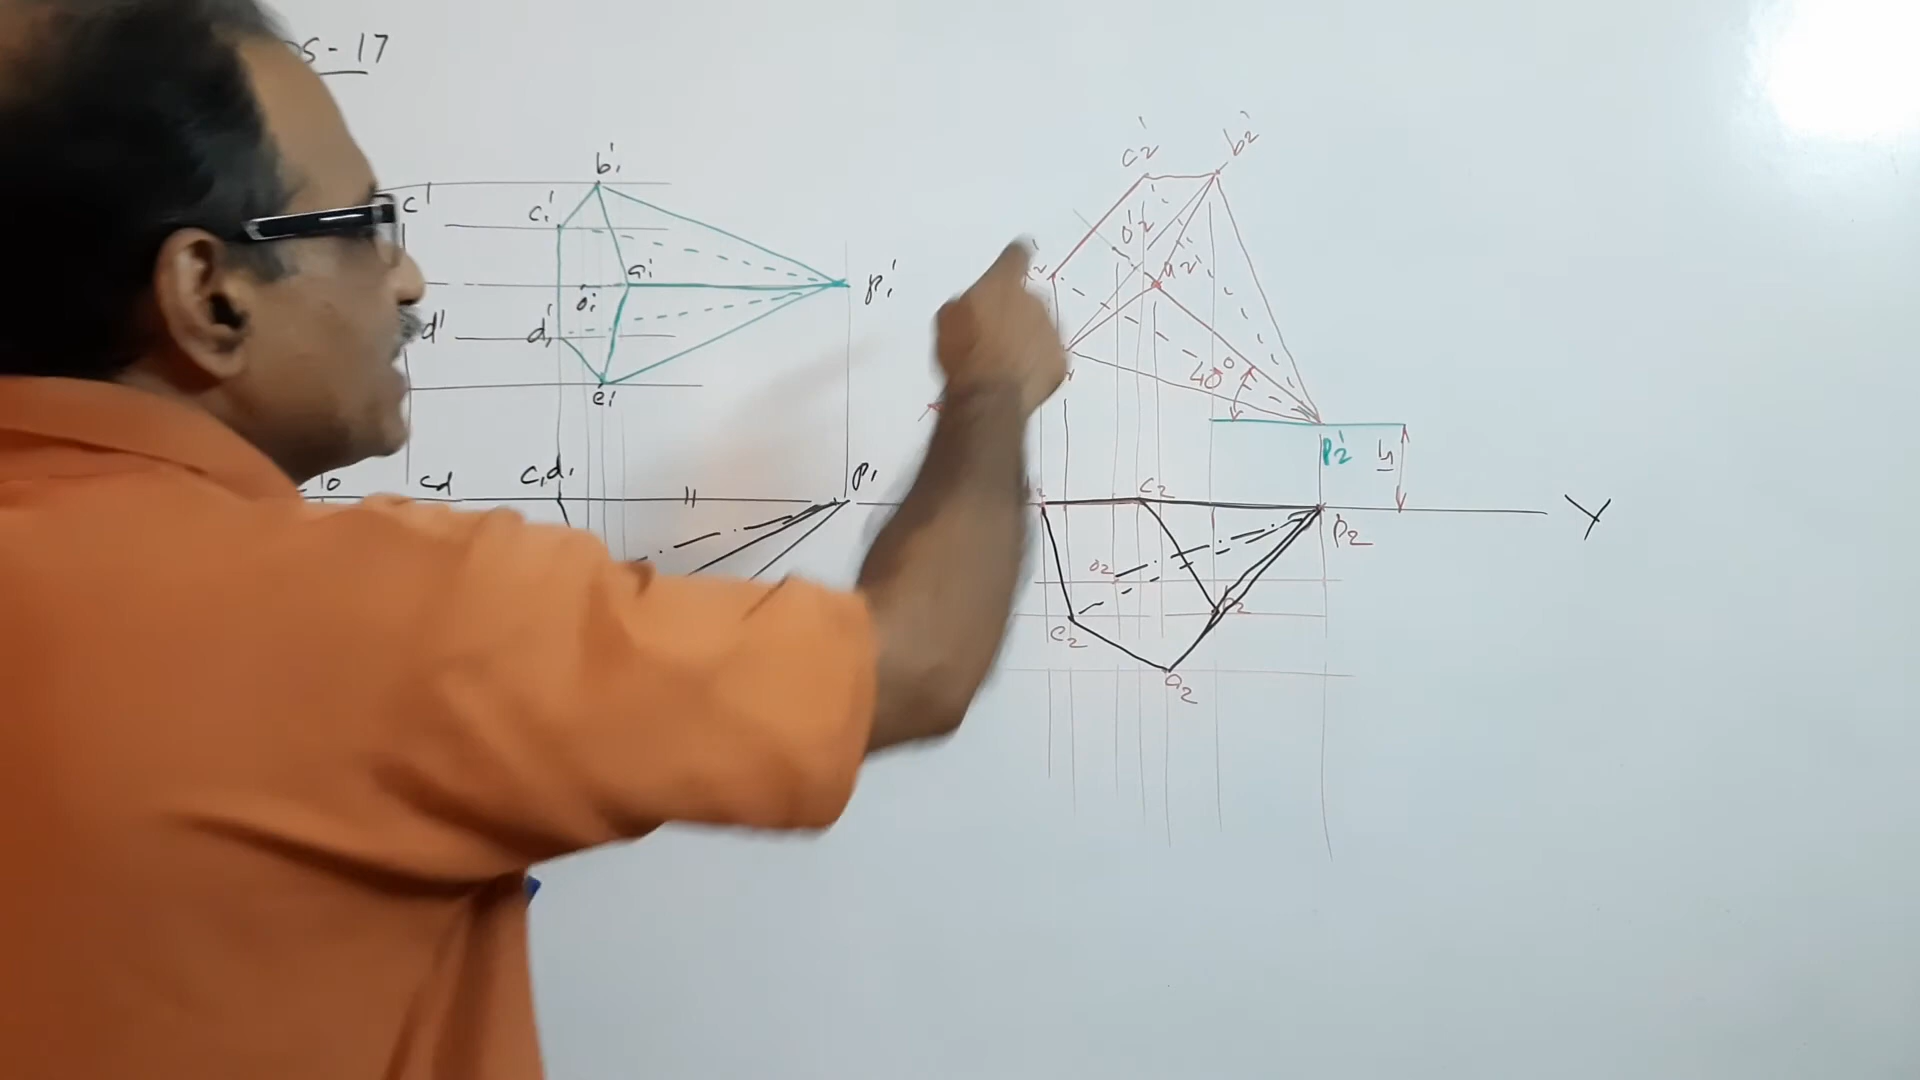 S-17
b₁'
c₁'
a₁'
o₁'
d₁'
e₁'
p₁'
c'
d'
cd
c₁d₁
p₁
c₂'
b₂'
o₂'
a₂'
40°
p₂'
h
c₂
p₂
Y
o₂
e₂
a₂